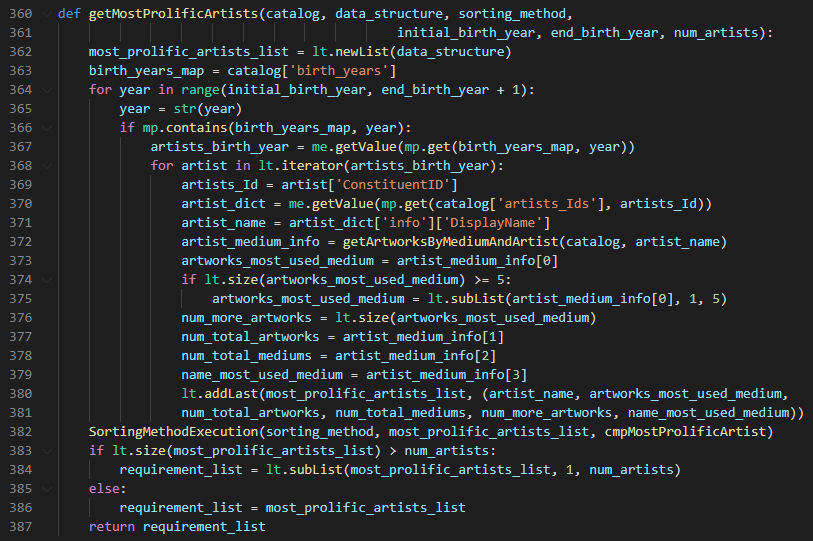 360 def getMostProlificArtists(catalog, data_structure, sorting_method,
361                                         initial_birth_year, end_birth_year, num_artists):
362     most_prolific_artists_list = lt.newList(data_structure)
363     birth_years_map = catalog['birth_years']
364     for year in range(initial_birth_year, end_birth_year + 1):
365         year = str(year)
366         if mp.contains(birth_years_map, year):
367             artists_birth_year = me.getValue(mp.get(birth_years_map, year))
368             for artist in lt.iterator(artists_birth_year):
369                 artists_Id = artist['ConstituentID']
370                 artist_dict = me.getValue(mp.get(catalog['artists_Ids'], artists_Id))
371                 artist_name = artist_dict['info']['DisplayName']
372                 artist_medium_info = getArtworksByMediumAndArtist(catalog, artist_name)
373                 artworks_most_used_medium = artist_medium_info[0]
374                 if lt.size(artworks_most_used_medium) >= 5:
375                     artworks_most_used_medium = lt.subList(artist_medium_info[0], 1, 5)
376                 num_more_artworks = lt.size(artworks_most_used_medium)
377                 num_total_artworks = artist_medium_info[1]
378                 num_total_mediums = artist_medium_info[2]
379                 name_most_used_medium = artist_medium_info[3]
380                 lt.addLast(most_prolific_artists_list, (artist_name, artworks_most_used_medium,
381                 num_total_artworks, num_total_mediums, num_more_artworks, name_most_used_medium))
382     SortingMethodExecution(sorting_method, most_prolific_artists_list, cmpMostProlificArtist)
383     if lt.size(most_prolific_artists_list) > num_artists:
384         requirement_list = lt.subList(most_prolific_artists_list, 1, num_artists)
385     else:
386         requirement_list = most_prolific_artists_list
387     return requirement_list